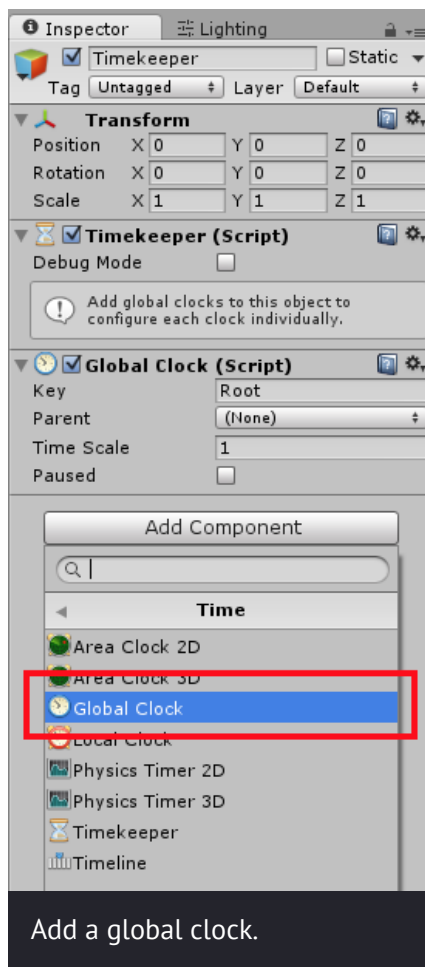 Inspector Lighting
Timekeeper Static
Tag Untagged Layer Default
Transform
Position X 0 Y 0 Z 0
Rotation X 0 Y 0 Z 0
Scale X 1 Y 1 Z 1
Timekeeper (Script)
Debug Mode
Add global clocks to this object to
configure each clock individually.
Global Clock (Script)
Key Root
Parent (None)
Time Scale 1
Paused
Add Component
Time
Area Clock 2D
Area Clock 3D
Global Clock
Local Clock
Physics Timer 2D
Physics Timer 3D
Timekeeper
Timeline
Add a global clock.